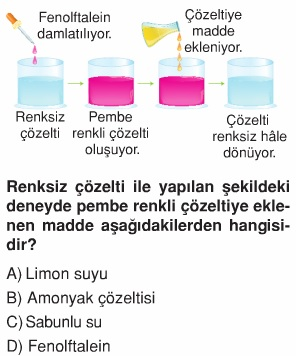 Fenolftalein
damlatılıyor.
Çözeltiye
madde
ekleniyor.
Renksiz
çözelti
Pembe
renkli çözelti
oluşuyor.
Çözelti
renksiz hâle
dönüyor.
Renksiz çözelti ile yapılan şekildeki
deneyde pembe renkli çözeltiye ekle-
nen madde aşağıdakilerden hangisi-
dir?
A) Limon suyu
B) Amonyak çözeltisi
C) Sabunlu su
D) Fenolftalein